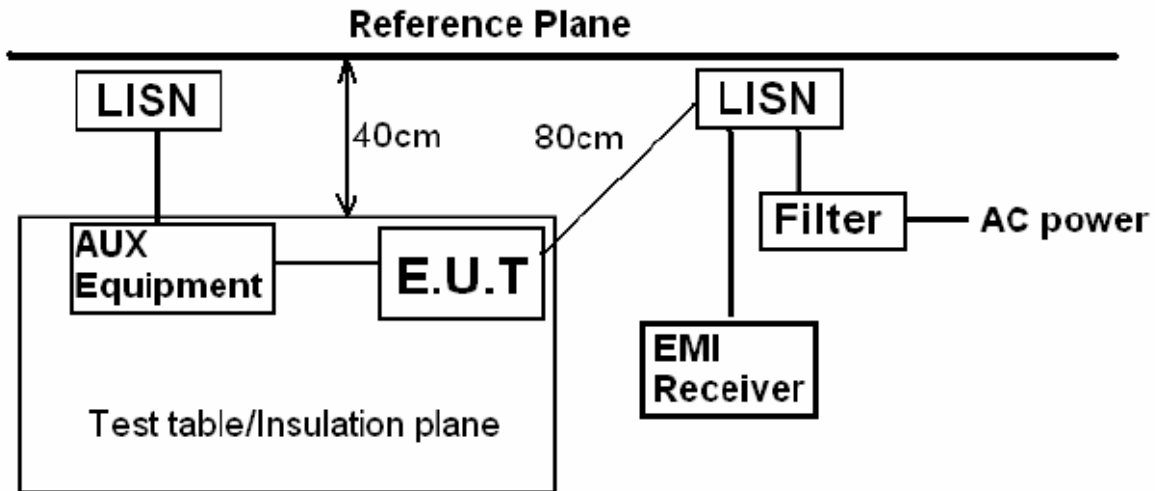 Reference Plane
LISN
LISN
40cm
80cm
Filter
AC power
AUX
Equipment
E.U.T
EMI
Receiver
Test table/Insulation plane